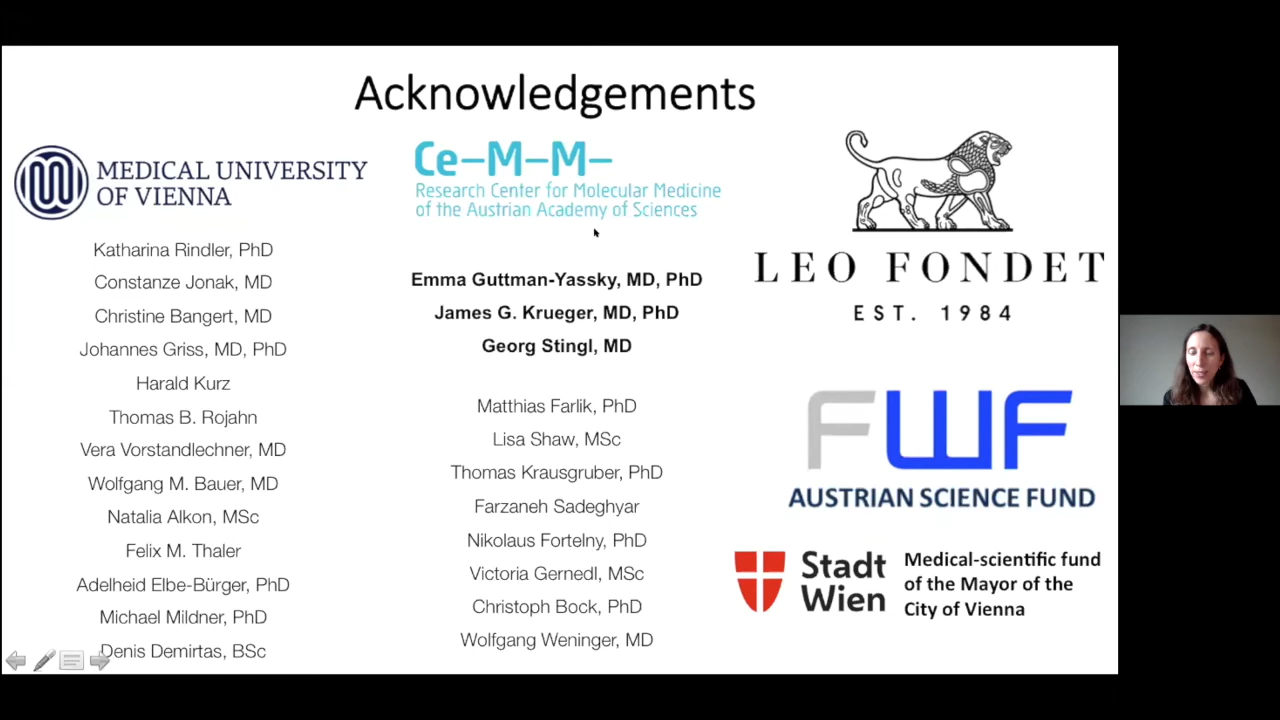 Acknowledgements
MEDICAL UNIVERSITY
OF VIENNA
Katharina Rindler, PhD
Constanze Jonak, MD
Christine Bangert, MD
Johannes Griss, MD, PhD
Harald Kurz
Thomas B. Rojahn
Vera Vorstandlechner, MD
Wolfgang M. Bauer, MD
Natalia Alkon, MSc
Felix M. Thaler
Adelheid Elbe-Bürger, PhD
Michael Mildner, PhD
Denis Demirtas, BSc
Ce–M–M–
Research Center for Molecular Medicine
of the Austrian Academy of Sciences
Emma Guttman-Yassky, MD, PhD
James G. Krueger, MD, PhD
Georg Stingl, MD
Matthias Farlik, PhD
Lisa Shaw, MSc
Thomas Krausgruber, PhD
Farzaneh Sadeghyar
Nikolaus Fortelny, PhD
Victoria Gernedl, MSc
Christoph Bock, PhD
Wolfgang Weninger, MD
LEO FONDET
EST. 1984
FWF
AUSTRIAN SCIENCE FUND
Stadt
Wien
Medical-scientific fund
of the Mayor of the
City of Vienna